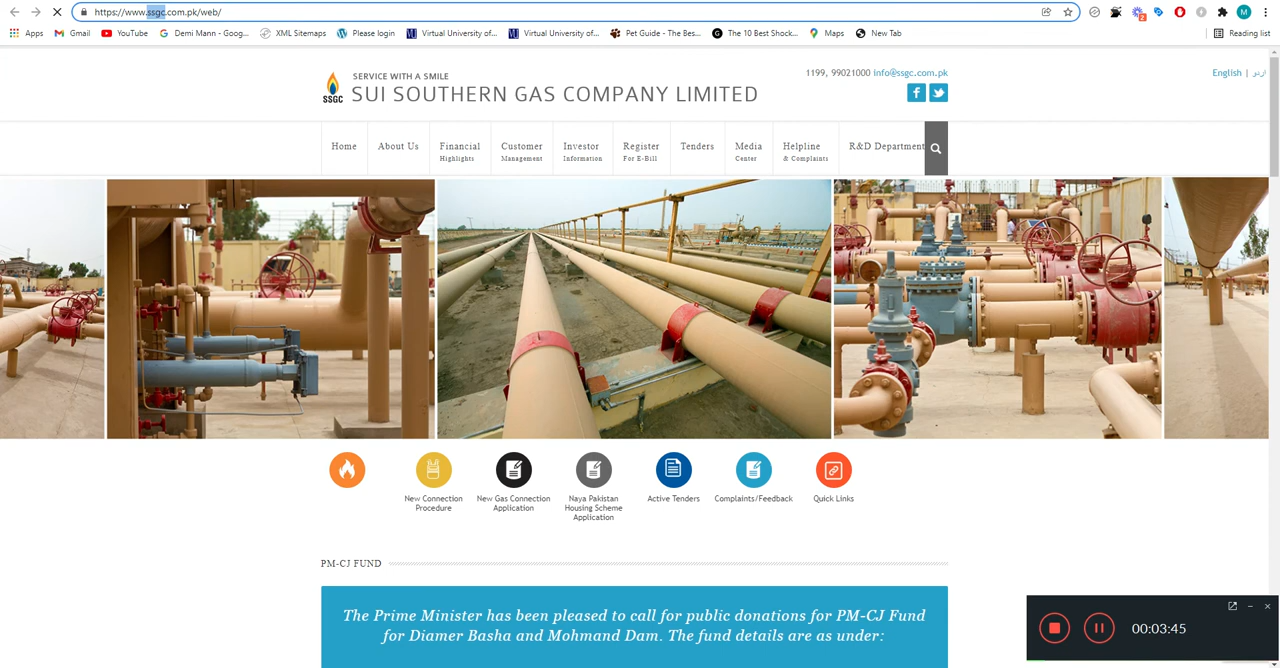 https://www.ssgc.com.pk/web/
Apps Gmail YouTube Demi Mann - Goog... XML Sitemaps Please login Virtual University of... Virtual University of... Pet Guide - The Bes... The 10 Best Shock... Maps New Tab Reading list
SERVICE WITH A SMILE
SSGC SUI SOUTHERN GAS COMPANY LIMITED
1199, 99021000 info@ssgc.com.pk
English | اردو
Home About Us Financial Highlights Customer Management Investor Information Register For E-Bill Tenders Media Center Helpline & Complaints R&D Department
New Connection Procedure
New Gas Connection Application
Naya Pakistan Housing Scheme Application
Active Tenders
Complaints/Feedback
Quick Links
PM-CJ FUND
The Prime Minister has been pleased to call for public donations for PM-CJ Fund
for Diamer Basha and Mohmand Dam. The fund details are as under:
00:03:45